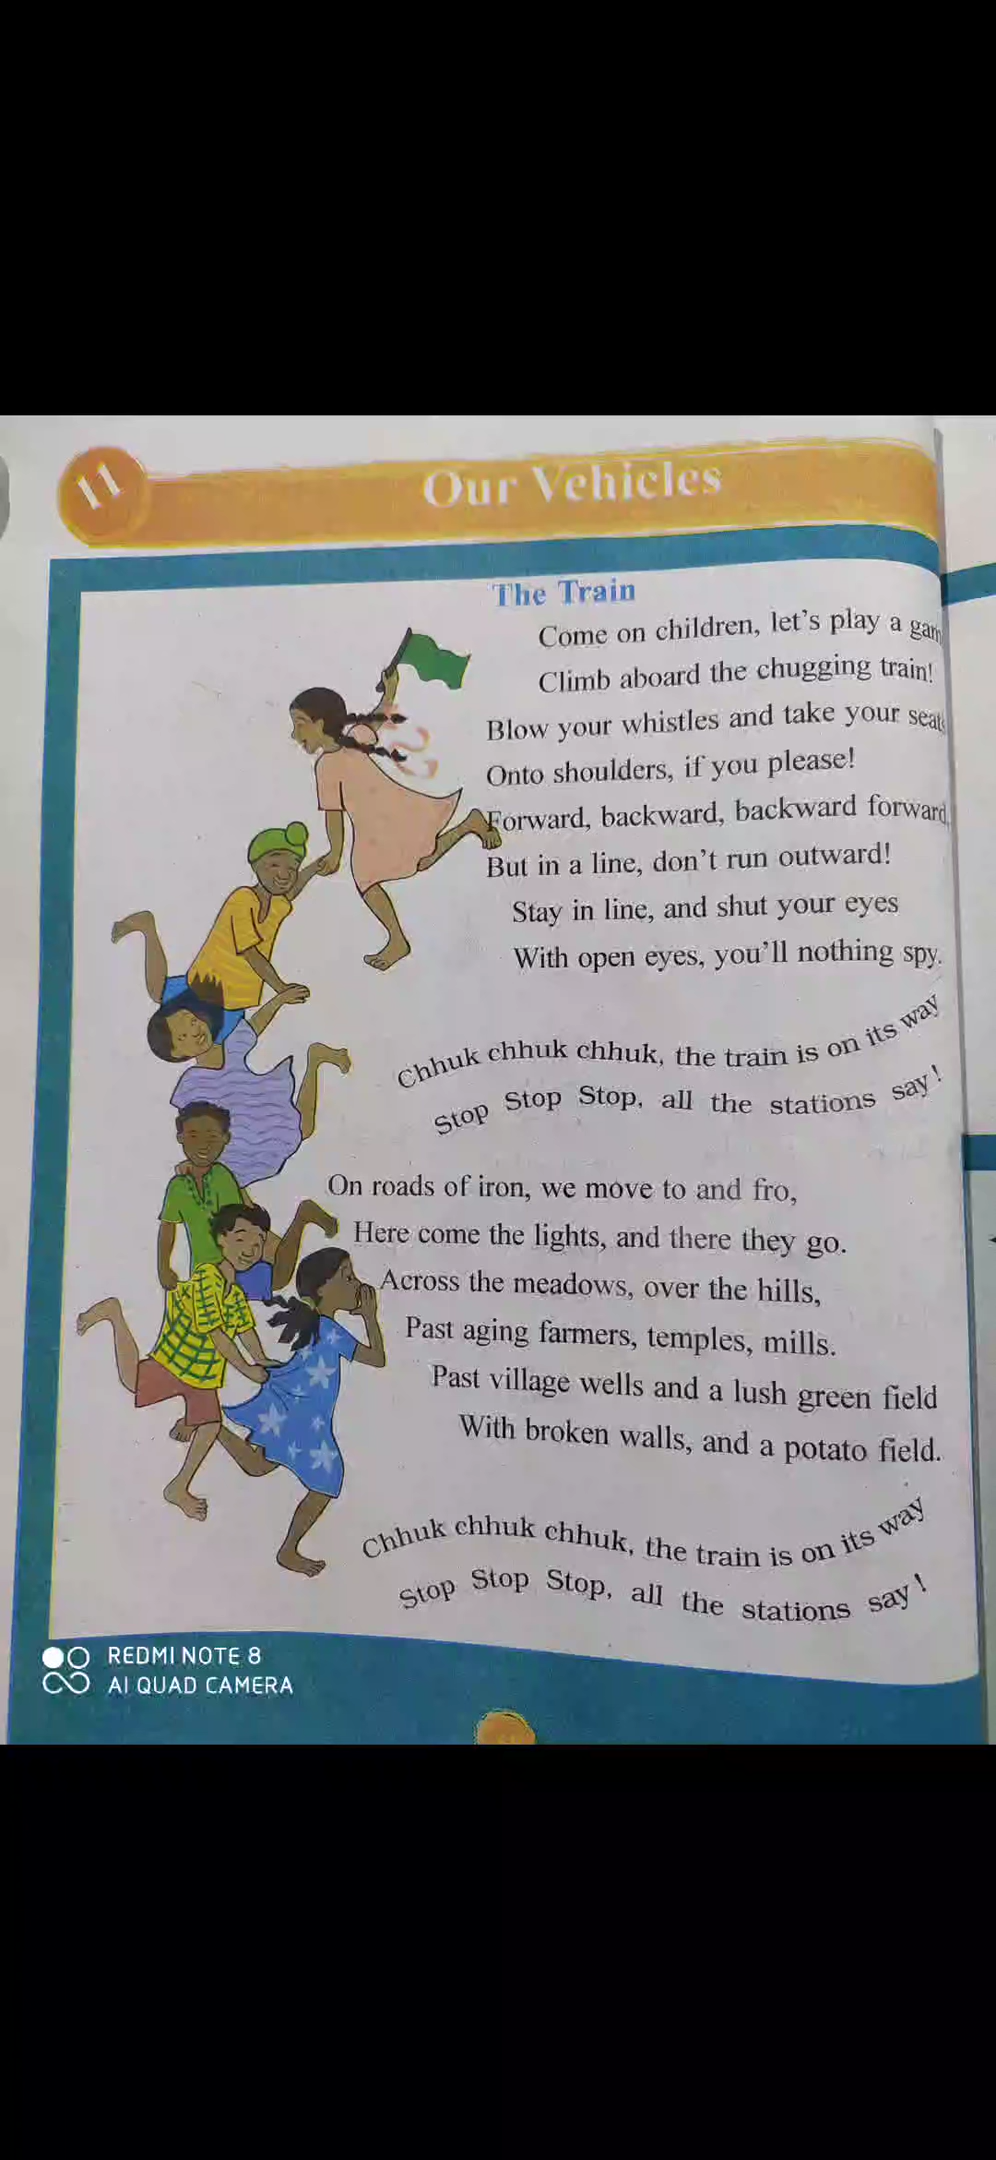 11
Our Vehicles
The Train
Come on children, let's play a gam
Climb aboard the chugging train!
Blow your whistles and take your seats
Onto shoulders, if you please!
Forward, backward, backward forward,
But in a line, don't run outward!
Stay in line, and shut your eyes
With open eyes, you'll nothing spy.
Chhuk chhuk chhuk, the train is on its way
Stop Stop Stop, all the stations say!
On roads of iron, we move to and fro,
Here come the lights, and there they go.
Across the meadows, over the hills,
Past aging farmers, temples, mills.
Past village wells and a lush green field
With broken walls, and a potato field.
Chhuk chhuk chhuk, the train is on its way
Stop Stop Stop, all the stations say!
REDMI NOTE 8
AI QUAD CAMERA